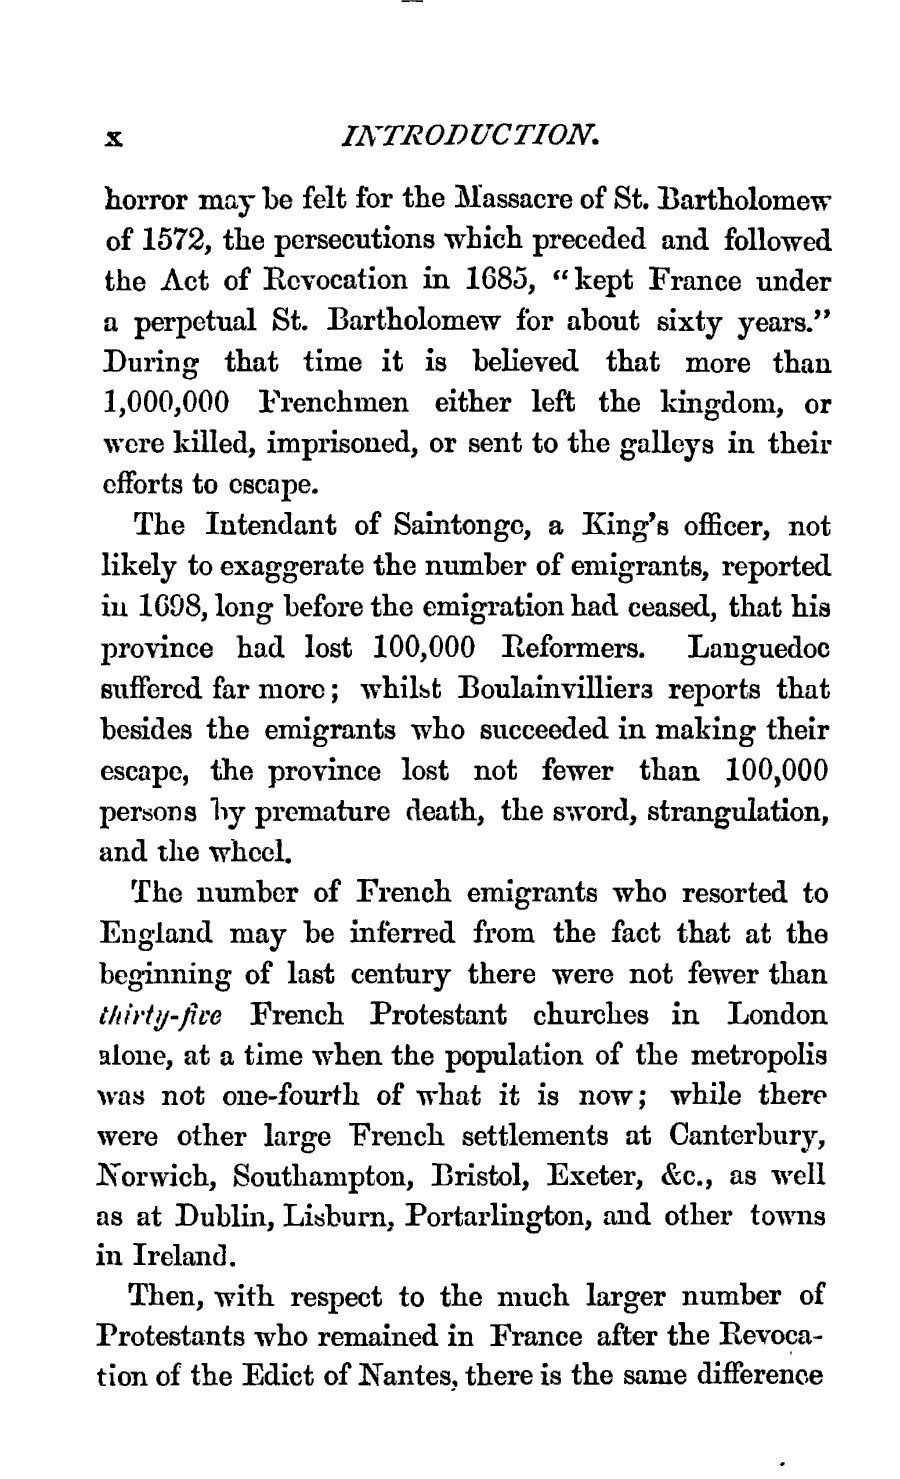 x INTRODUCTION.
horror may be felt for the Massacre of St. Bartholomew
of 1572, the persecutions which preceded and followed
the Act of Revocation in 1685, “kept France under
a perpetual St. Bartholomew for about sixty years.”
During that time it is believed that more than
1,000,000 Frenchmen either left the kingdom, or
were killed, imprisoned, or sent to the galleys in their
efforts to escape.
The Intendant of Saintonge, a King’s officer, not
likely to exaggerate the number of emigrants, reported
in 1698, long before the emigration had ceased, that his
province had lost 100,000 Reformers. Languedoc
suffered far more; whilst Boulainvilliers reports that
besides the emigrants who succeeded in making their
escape, the province lost not fewer than 100,000
persons by premature death, the sword, strangulation,
and the wheel.
The number of French emigrants who resorted to
England may be inferred from the fact that at the
beginning of last century there were not fewer than
thirty-five French Protestant churches in London
alone, at a time when the population of the metropolis
was not one-fourth of what it is now; while there
were other large French settlements at Canterbury,
Norwich, Southampton, Bristol, Exeter, &c., as well
as at Dublin, Lisburn, Portarlington, and other towns
in Ireland.
Then, with respect to the much larger number of
Protestants who remained in France after the Revoca-
tion of the Edict of Nantes, there is the same difference